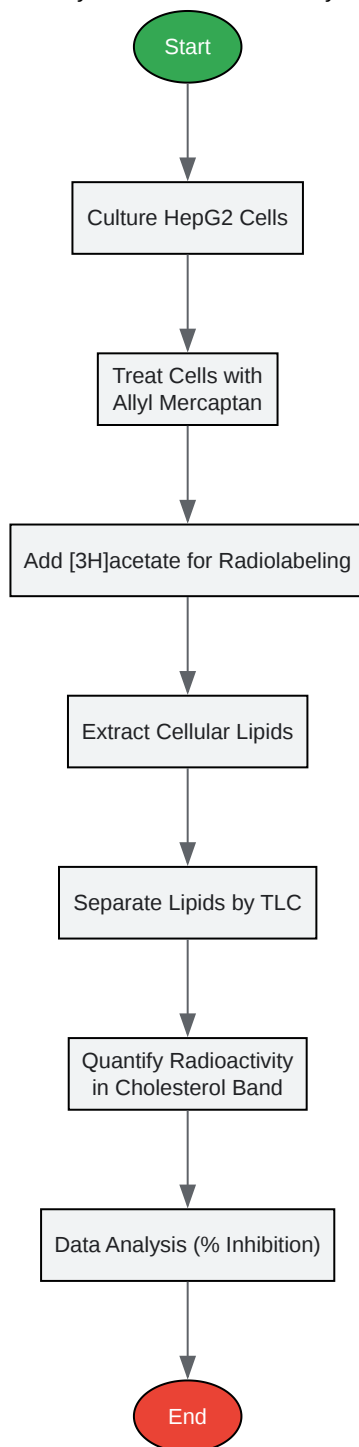 Start
Culture HepG2 Cells
Treat Cells with
Allyl Mercaptan
Add [3H]acetate for Radiolabeling
Extract Cellular Lipids
Separate Lipids by TLC
Quantify Radioactivity
in Cholesterol Band
Data Analysis (% Inhibition)
End